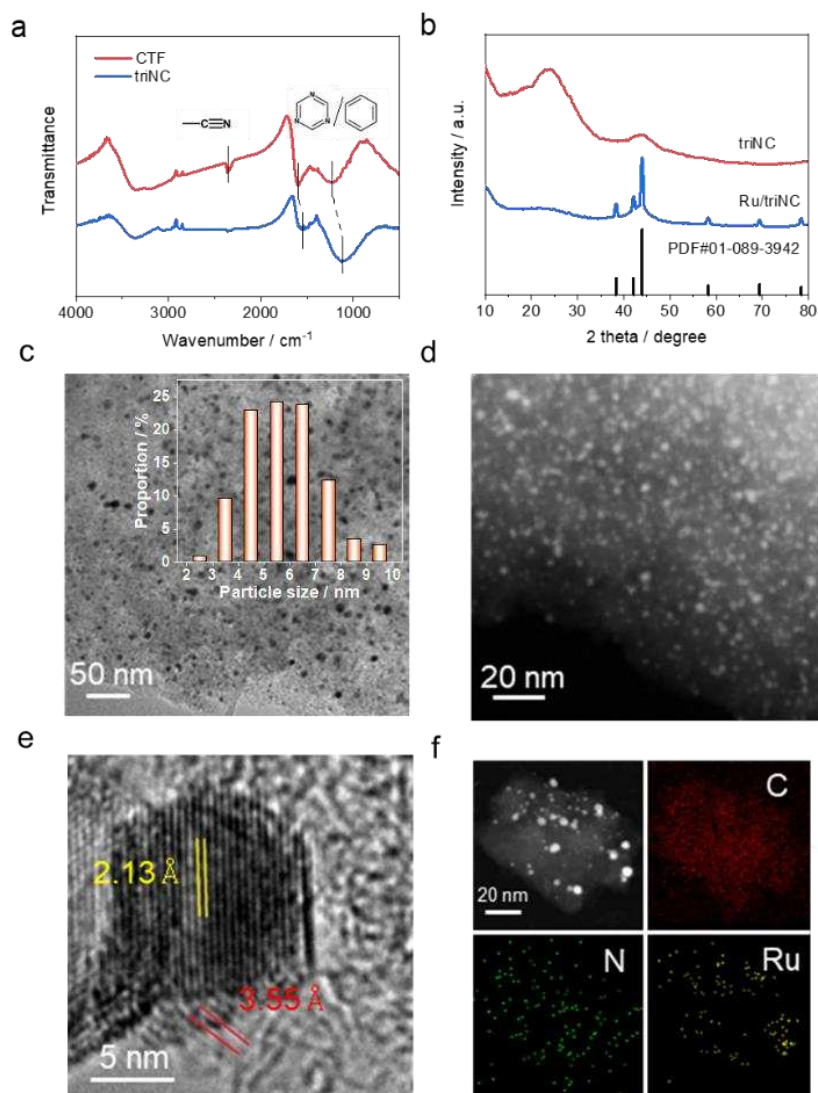 a
CTF
triNC
C≡N
N
N
N
/
Transmittance
4000 3000 2000 1000
Wavenumber / cm⁻¹
b
Intensity / a.u.
triNC
Ru/triNC
PDF#01-089-3942
10 20 30 40 50 60 70 80
2 theta / degree
c
25
20
15
10
5
0
Proportion / %
2 3 4 5 6 7 8 9 10
Particle size / nm
50 nm
d
20 nm
e
2.13 Å
3.55 Å
5 nm
f
20 nm
C
N
Ru